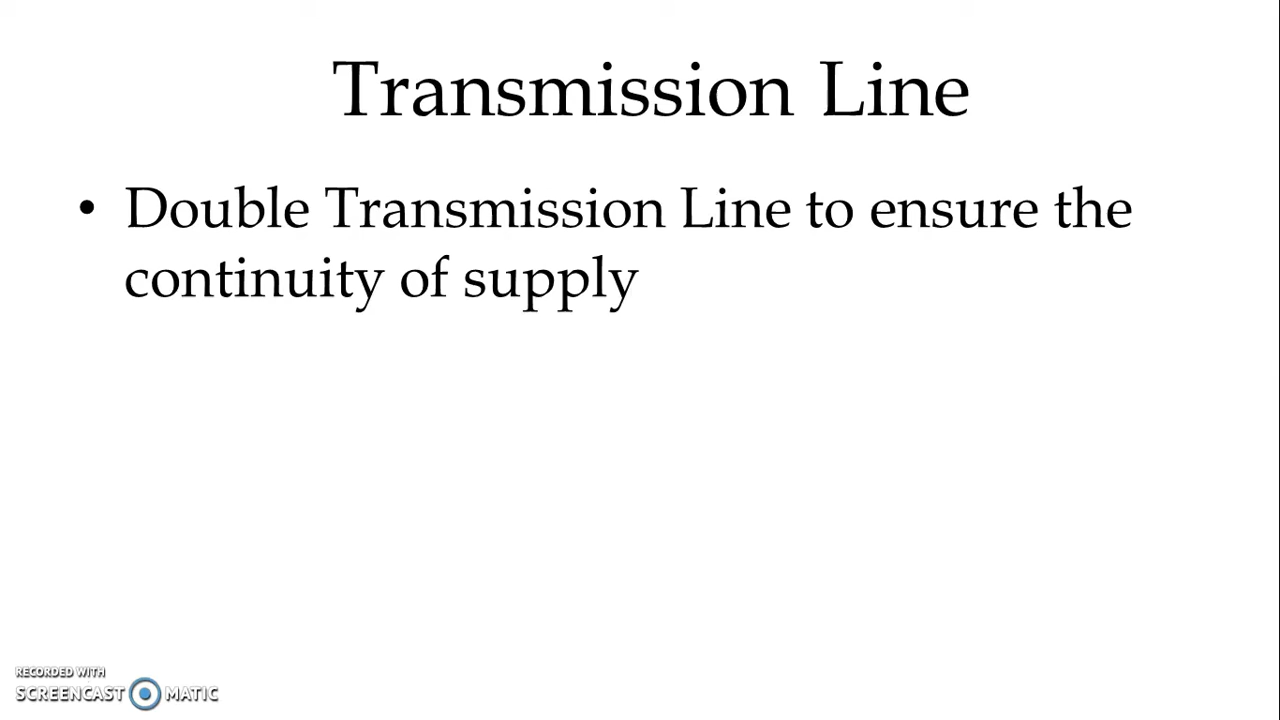 Transmission Line
• Double Transmission Line to ensure the
continuity of supply
RECORDED WITH
SCREENCAST MATIC